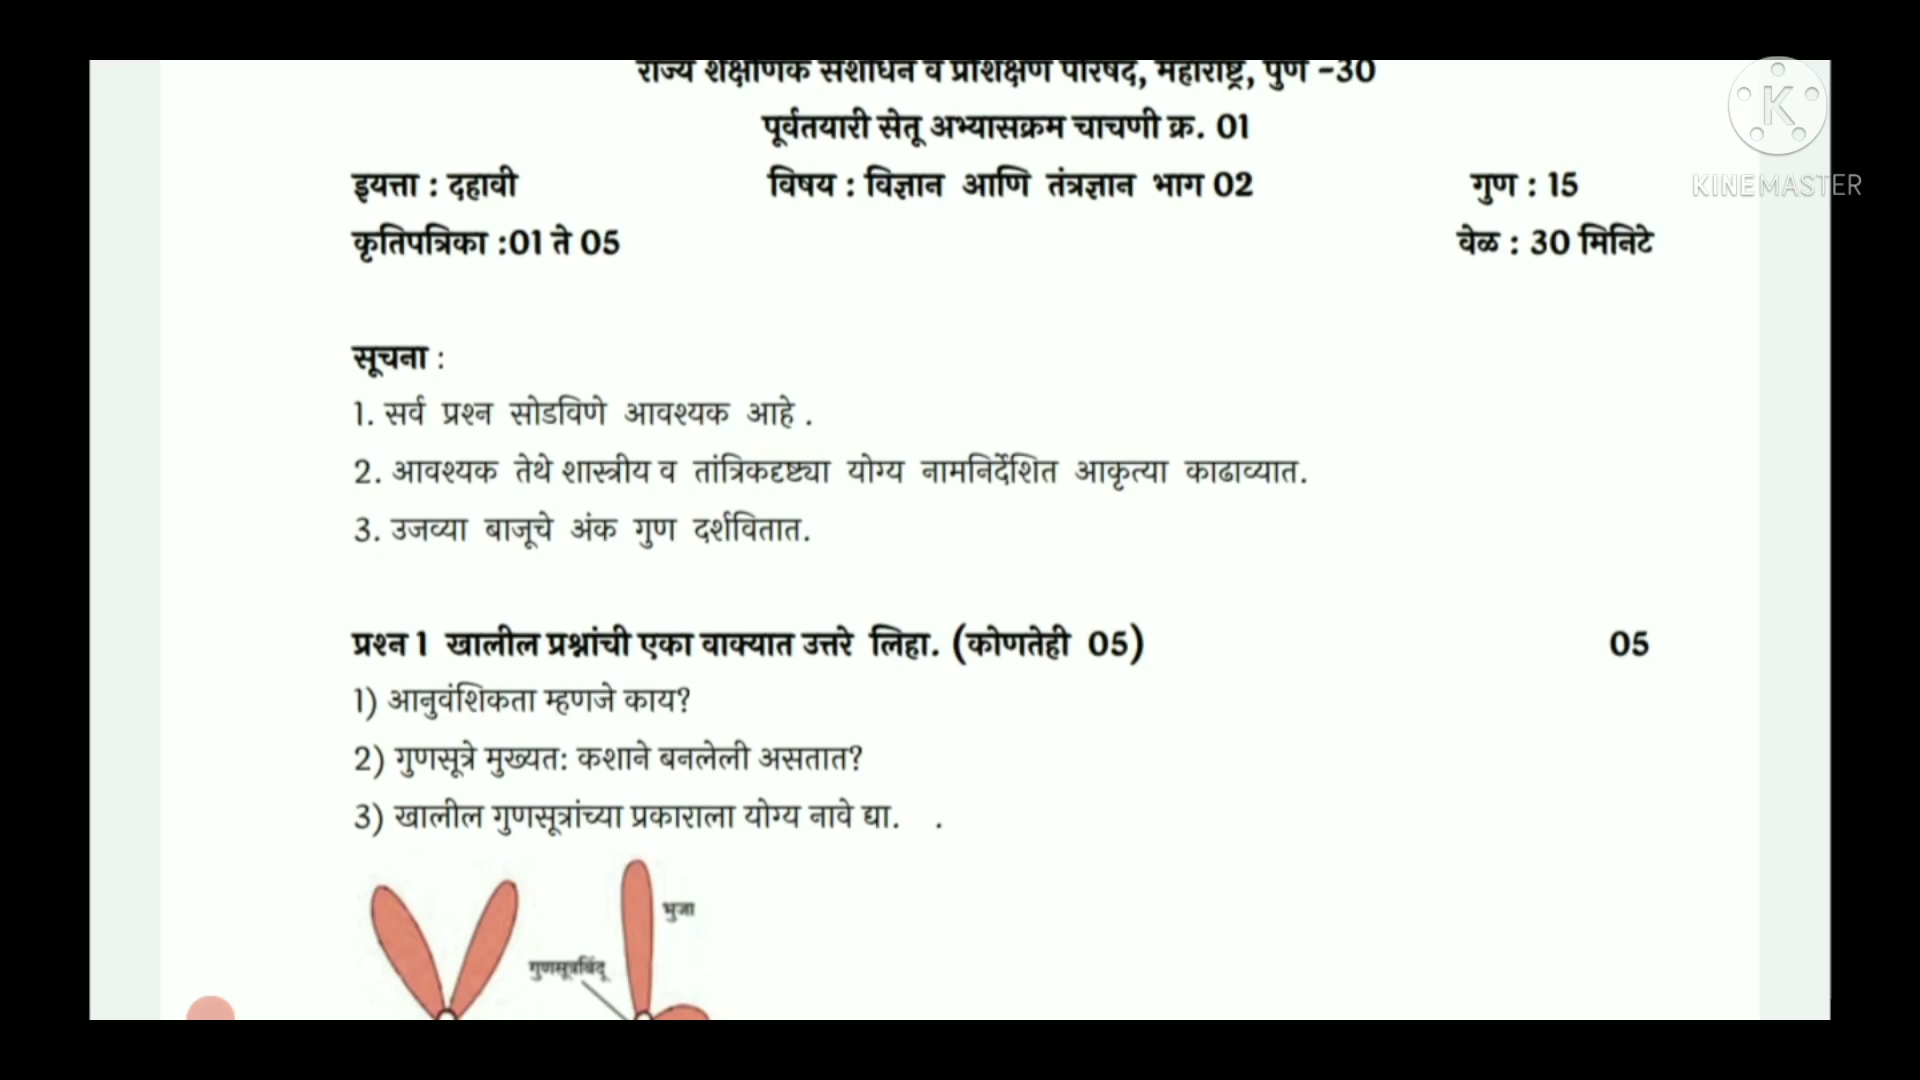 राज्य शैक्षणिक संशोधन व प्रशिक्षण परिषद, महाराष्ट्र, पुणे -30
पूर्वतयारी सेतू अभ्यासक्रम चाचणी क्र. 01
इयत्ता : दहावी विषय : विज्ञान आणि तंत्रज्ञान भाग 02 गुण : 15
कृतिपत्रिका :01 ते 05 वेळ : 30 मिनिटे
KINEMASTER
सूचना :
1. सर्व प्रश्न सोडविणे आवश्यक आहे .
2. आवश्यक तेथे शास्त्रीय व तांत्रिकदृष्ट्या योग्य नामनिर्देशित आकृत्या काढाव्यात.
3. उजव्या बाजूचे अंक गुण दर्शवितात.
प्रश्न 1 खालील प्रश्नांची एका वाक्यात उत्तरे लिहा. (कोणतेही 05) 05
1) आनुवंशिकता म्हणजे काय?
2) गुणसूत्रे मुख्यत: कशाने बनलेली असतात?
3) खालील गुणसूत्रांच्या प्रकाराला योग्य नावे द्या. .
भुजा
गुणसूत्रबिंदू